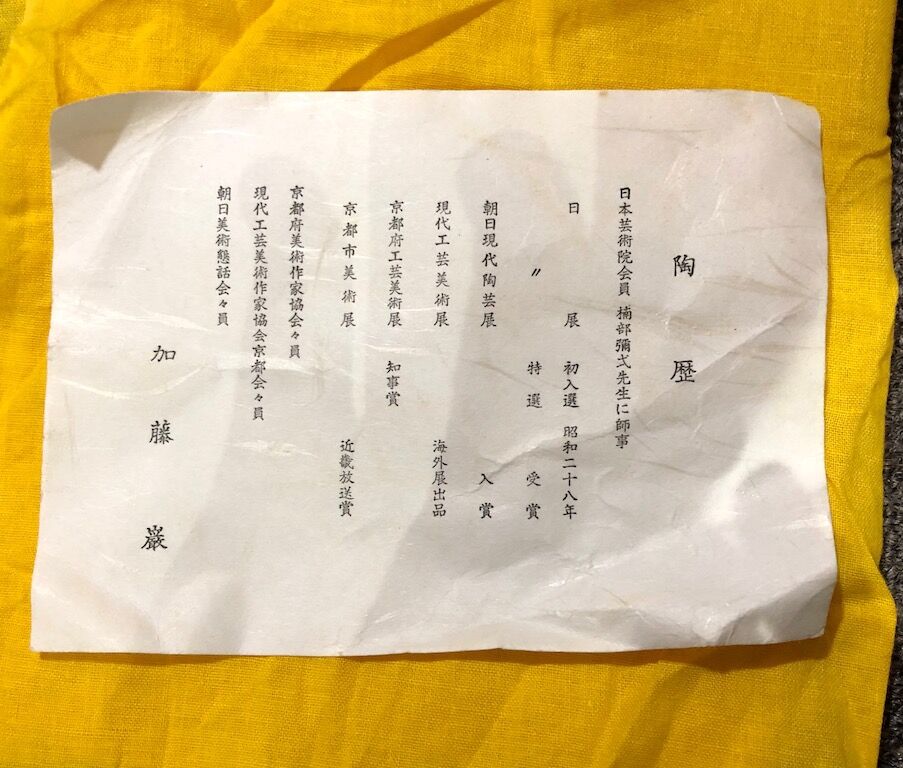 陶歴
日本芸術院会員 楠部彌弌先生に師事
日展 初入選 昭和二十八年
〃 特選 受賞
朝日現代陶芸展 入賞
現代工芸美術展 海外展出品
京都府工芸美術展 知事賞
京都市美術展 近畿放送賞
京都府美術作家協会々員
現代工芸美術作家協会京都会々員
朝日美術懇話会々員
加藤巌